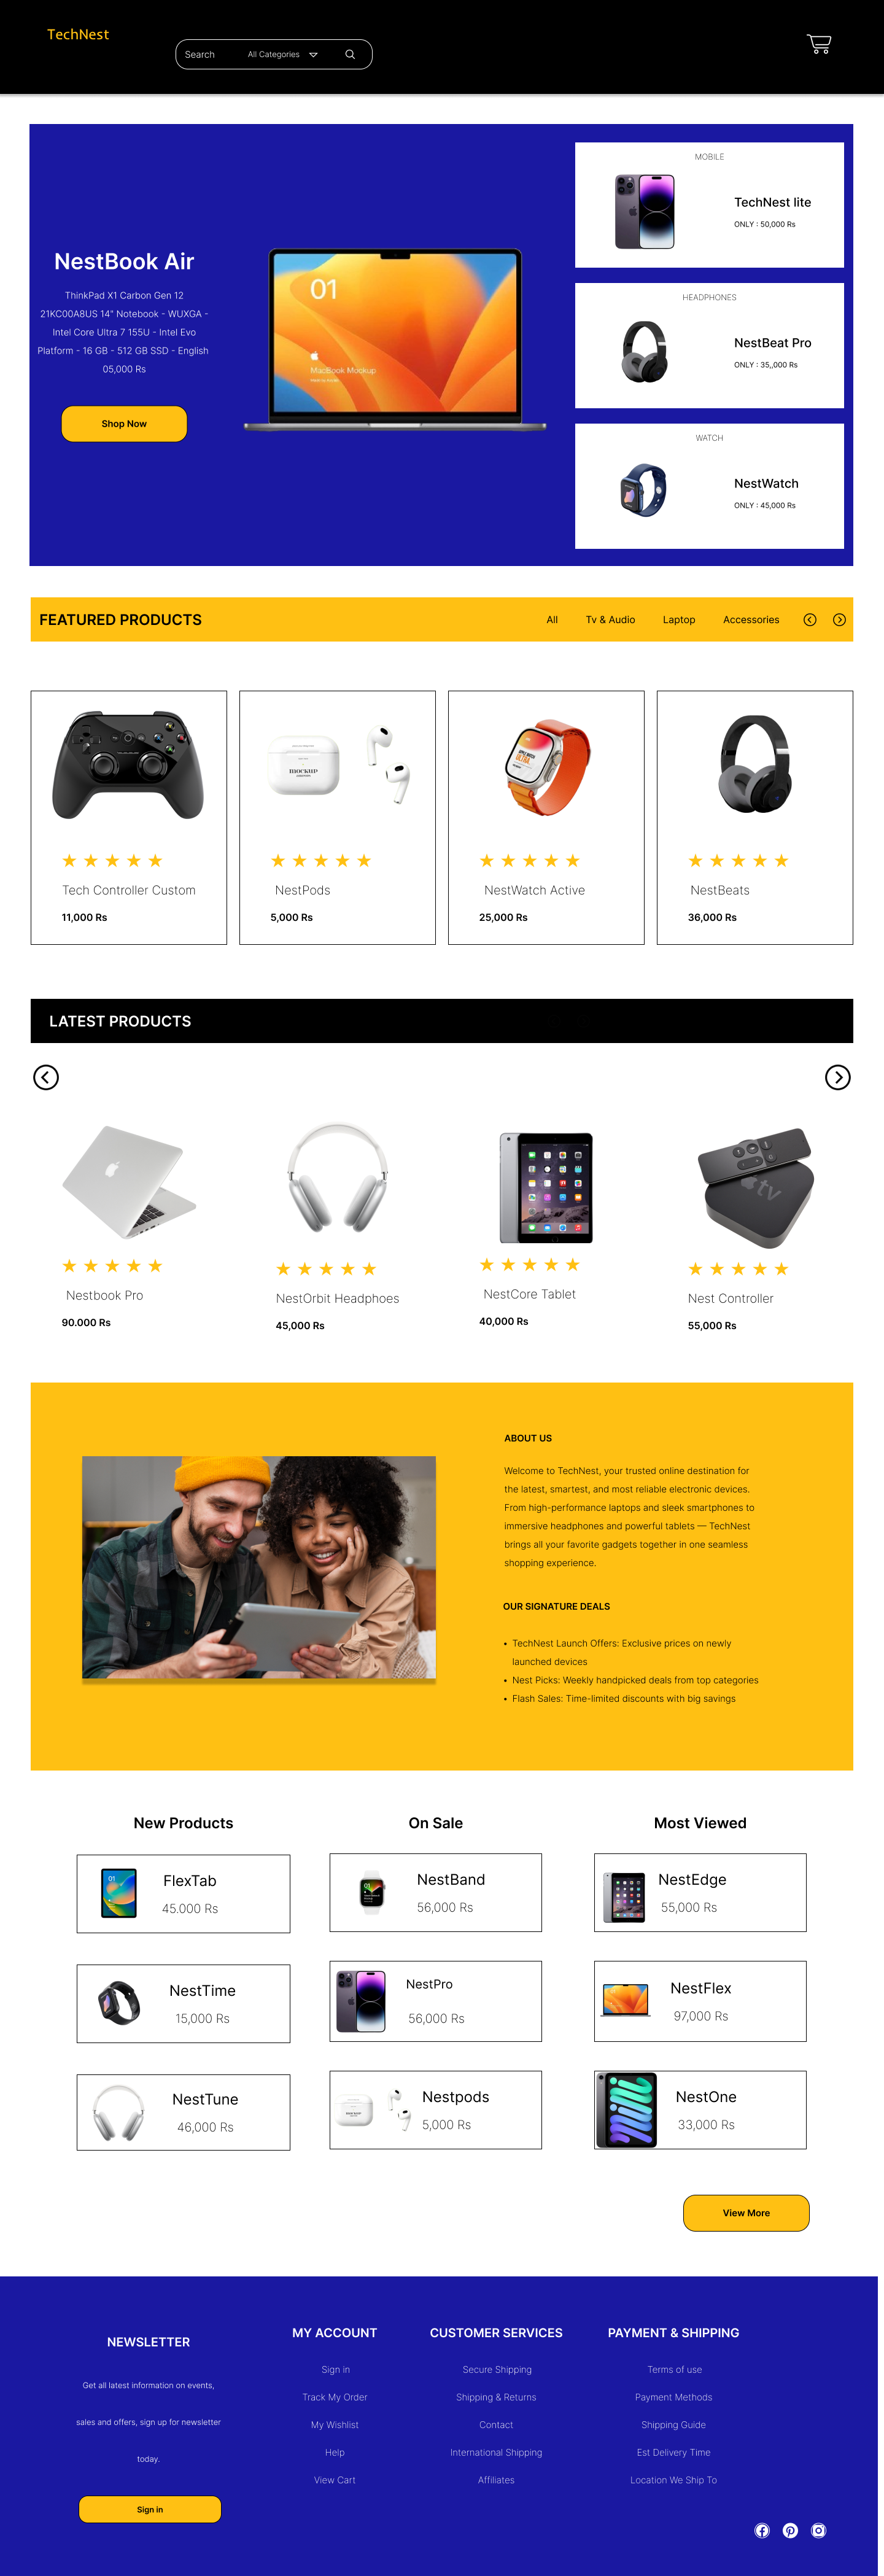 TechNest
Search All Categories
MOBILE
TechNest lite
ONLY : 50,000 Rs
NestBook Air
ThinkPad X1 Carbon Gen 12
21KC00A8US 14" Notebook - WUXGA -
Intel Core Ultra 7 155U - Intel Evo
Platform - 16 GB - 512 GB SSD - English
05,000 Rs
Shop Now
01
MacBook Mockup
HEADPHONES
NestBeat Pro
ONLY : 35,,000 Rs
WATCH
NestWatch
ONLY : 45,000 Rs
FEATURED PRODUCTS All Tv & Audio Laptop Accessories
Tech Controller Custom
11,000 Rs
NestPods
5,000 Rs
NestWatch Active
25,000 Rs
NestBeats
36,000 Rs
LATEST PRODUCTS
tv
Nestbook Pro
90.000 Rs
NestOrbit Headphoes
45,000 Rs
NestCore Tablet
40,000 Rs
Nest Controller
55,000 Rs
ABOUT US
Welcome to TechNest, your trusted online destination for
the latest, smartest, and most reliable electronic devices.
From high-performance laptops and sleek smartphones to
immersive headphones and powerful tablets — TechNest
brings all your favorite gadgets together in one seamless
shopping experience.
OUR SIGNATURE DEALS
• TechNest Launch Offers: Exclusive prices on newly
launched devices
• Nest Picks: Weekly handpicked deals from top categories
• Flash Sales: Time-limited discounts with big savings
New Products
FlexTab
45.000 Rs
NestTime
15,000 Rs
NestTune
46,000 Rs
On Sale
NestBand
56,000 Rs
NestPro
56,000 Rs
Nestpods
5,000 Rs
Most Viewed
NestEdge
55,000 Rs
NestFlex
97,000 Rs
NestOne
33,000 Rs
View More
NEWSLETTER
Get all latest information on events,
sales and offers, sign up for newsletter
today.
Sign in
MY ACCOUNT
Sign in
Track My Order
My Wishlist
Help
View Cart
CUSTOMER SERVICES
Secure Shipping
Shipping & Returns
Contact
International Shipping
Affiliates
PAYMENT & SHIPPING
Terms of use
Payment Methods
Shipping Guide
Est Delivery Time
Location We Ship To